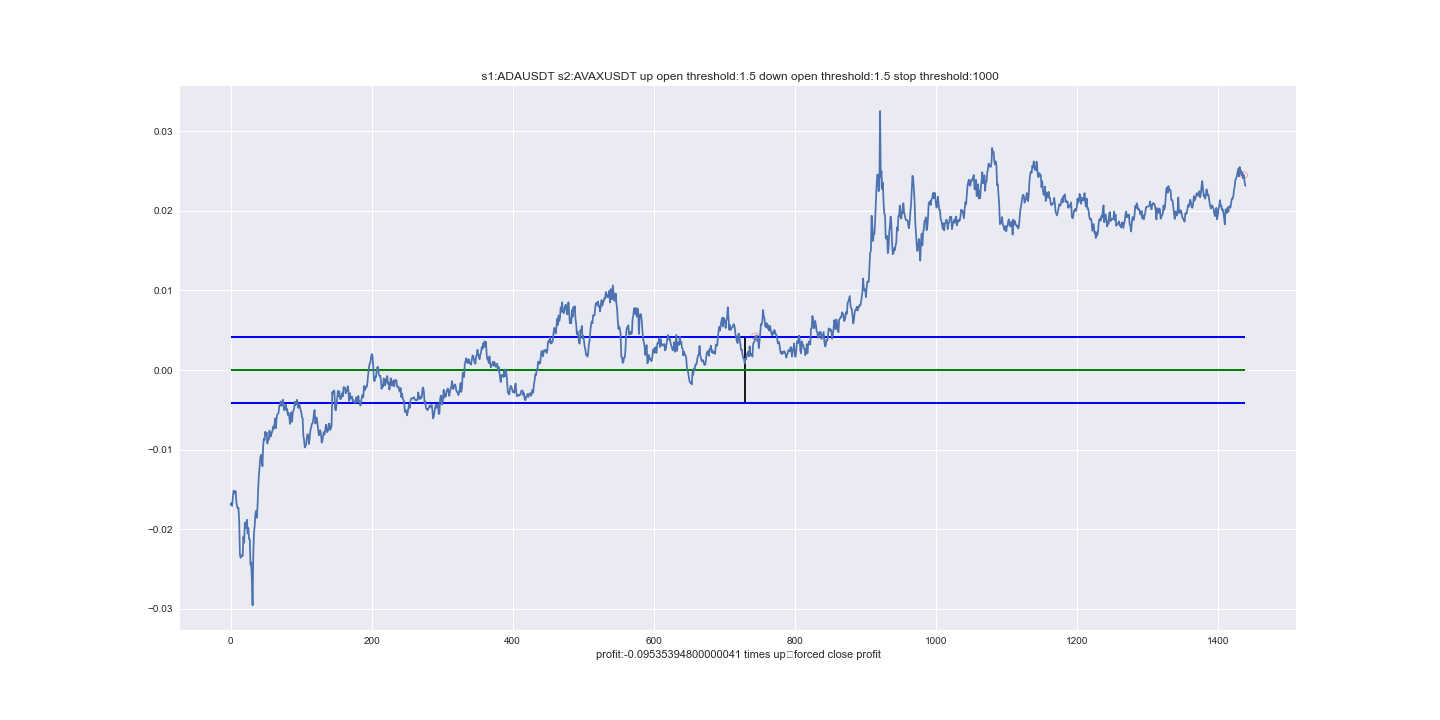 s1:ADAUSDT s2:AVAXUSDT up open threshold:1.5 down open threshold:1.5 stop threshold:1000
0.03
0.02
0.01
0.00
−0.01
−0.02
−0.03
0 200 400 600 800 1000 1200 1400
profit:-0.09535394800000041 times up□forced close profit